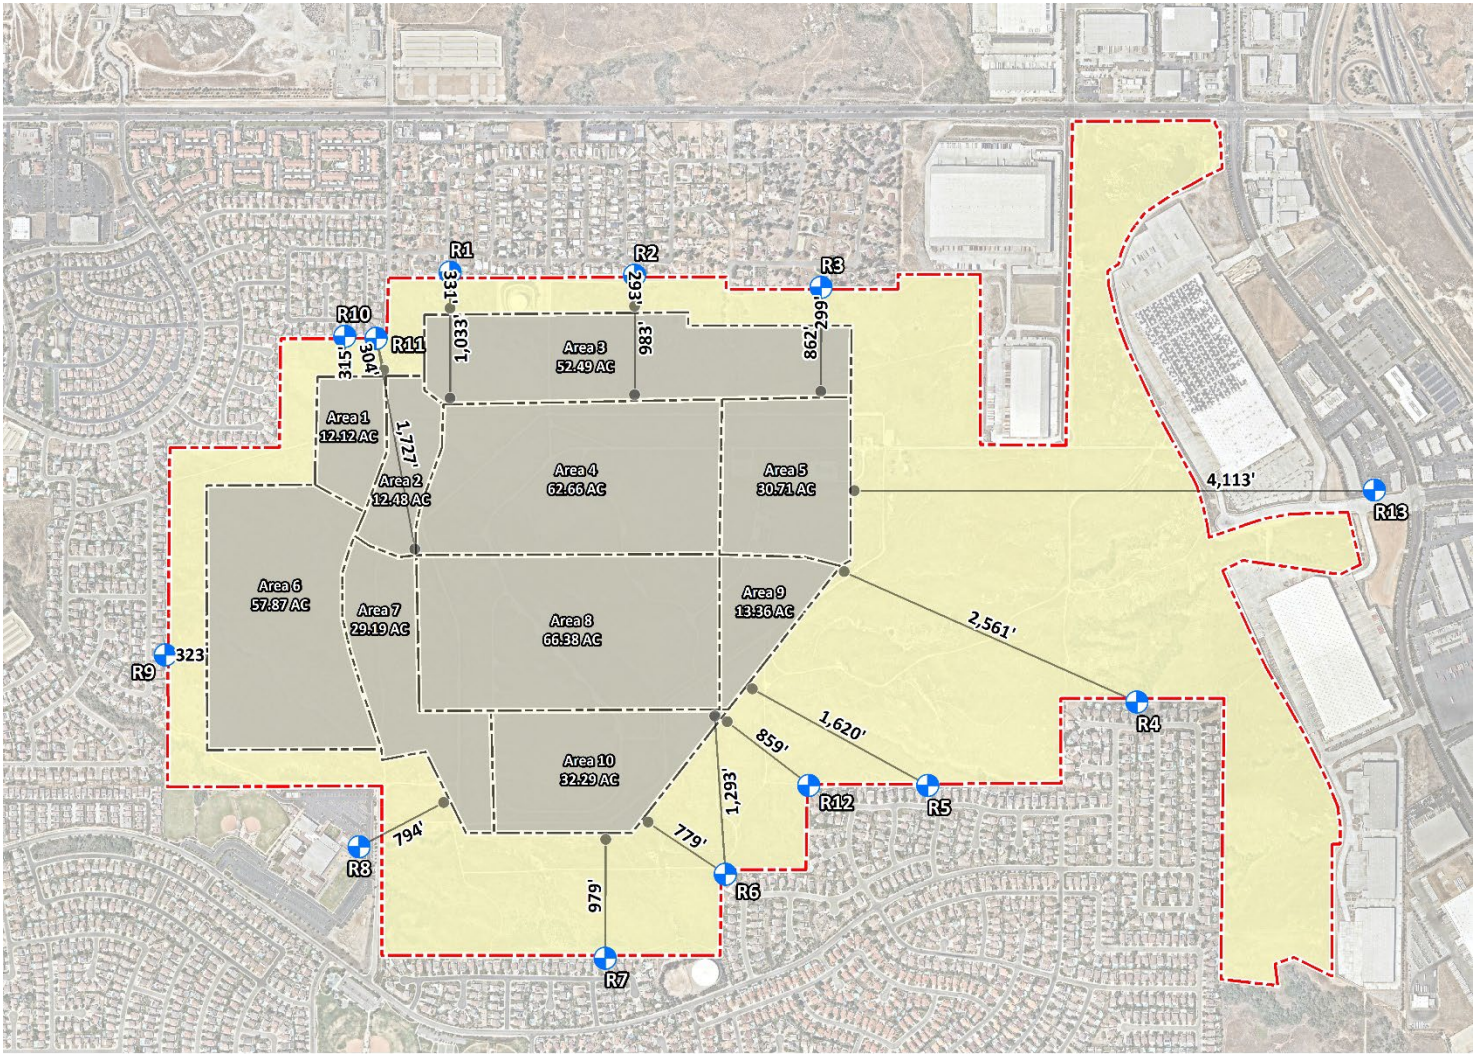 R1
R2
R3
331'
293'
299'
R10
R11
315'
304'
1,033'
983'
862'
Area 3
52.49 AC
Area 1
12.12 AC
1,727'
Area 2
12.48 AC
Area 4
62.66 AC
Area 5
30.71 AC
4,113'
R13
Area 6
57.87 AC
Area 7
29.19 AC
Area 8
66.38 AC
Area 9
13.36 AC
2,561'
R9
323
R4
1,620'
859'
Area 10
32.29 AC
1,293'
R12
R5
794'
779'
R8
R6
979'
R7